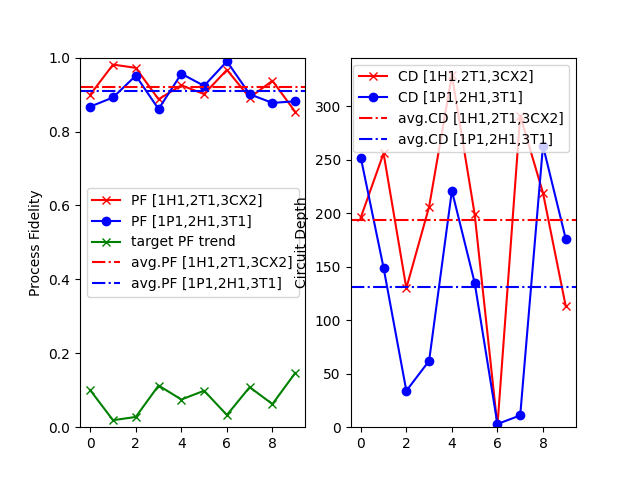 1.0
0.8
0.6
0.4
0.2
0.0
Process Fidelity
PF [1H1,2T1,3CX2]
PF [1P1,2H1,3T1]
target PF trend
avg.PF [1H1,2T1,3CX2]
avg.PF [1P1,2H1,3T1]
0 2 4 6 8
300
250
200
150
100
50
0
Circuit Depth
CD [1H1,2T1,3CX2]
CD [1P1,2H1,3T1]
avg.CD [1H1,2T1,3CX2]
avg.CD [1P1,2H1,3T1]
0 2 4 6 8